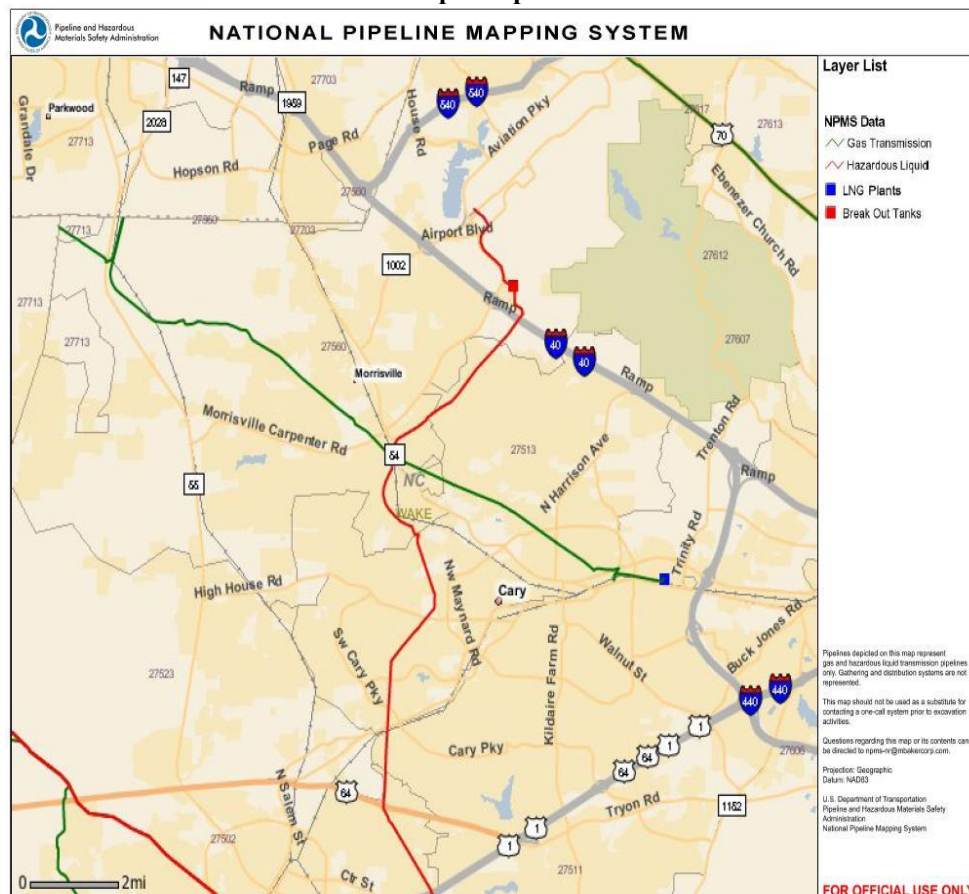 Pipeline and Hazardous
Materials Safety Administration
NATIONAL PIPELINE MAPPING SYSTEM
Layer List
NPMS Data
Gas Transmission
Hazardous Liquid
LNG Plants
Break Out Tanks
147
Ramp
27703
1959
House Rd
540
540
Aviation Pky
27617
70
27613
Grandale Dr
Parkwood
2028
27713
Page Rd
Hopson Rd
27560
Ebenezer Church Rd
27713
27560
27703
Airport Blvd
27612
1002
27713
Ramp
27713
27560
40
40
27607
Morrisville
Ramp
Morrisville Carpenter Rd
Trenton Rd
54
27513
N Harrison Ave
Ramp
55
NC
WAKE
Trinity Rd
High House Rd
Nw Maynard Rd
Cary
Buck Jones Rd
Sw Cary Pky
Kildaire Farm Rd
Walnut St
27523
440
440
1
1
Cary Pky
64
64
27606
N Salem St
64
Tryon Rd
1152
1
1
27502
Ctr St
27511
0
2mi
Pipelines depicted on this map represent
gas and hazardous liquid transmission pipelines
only. Gathering and distribution systems are not
represented.
This map should not be used as a substitute for
contacting a one-call system prior to excavation
activities.
Questions regarding this map or its contents can
be directed to npms-nr@mbakercorp.com.
Projection: Geographic
Datum: NAD83
U.S. Department of Transportation
Pipeline and Hazardous Materials Safety
Administration
National Pipeline Mapping System
FOR OFFICIAL USE ONLY